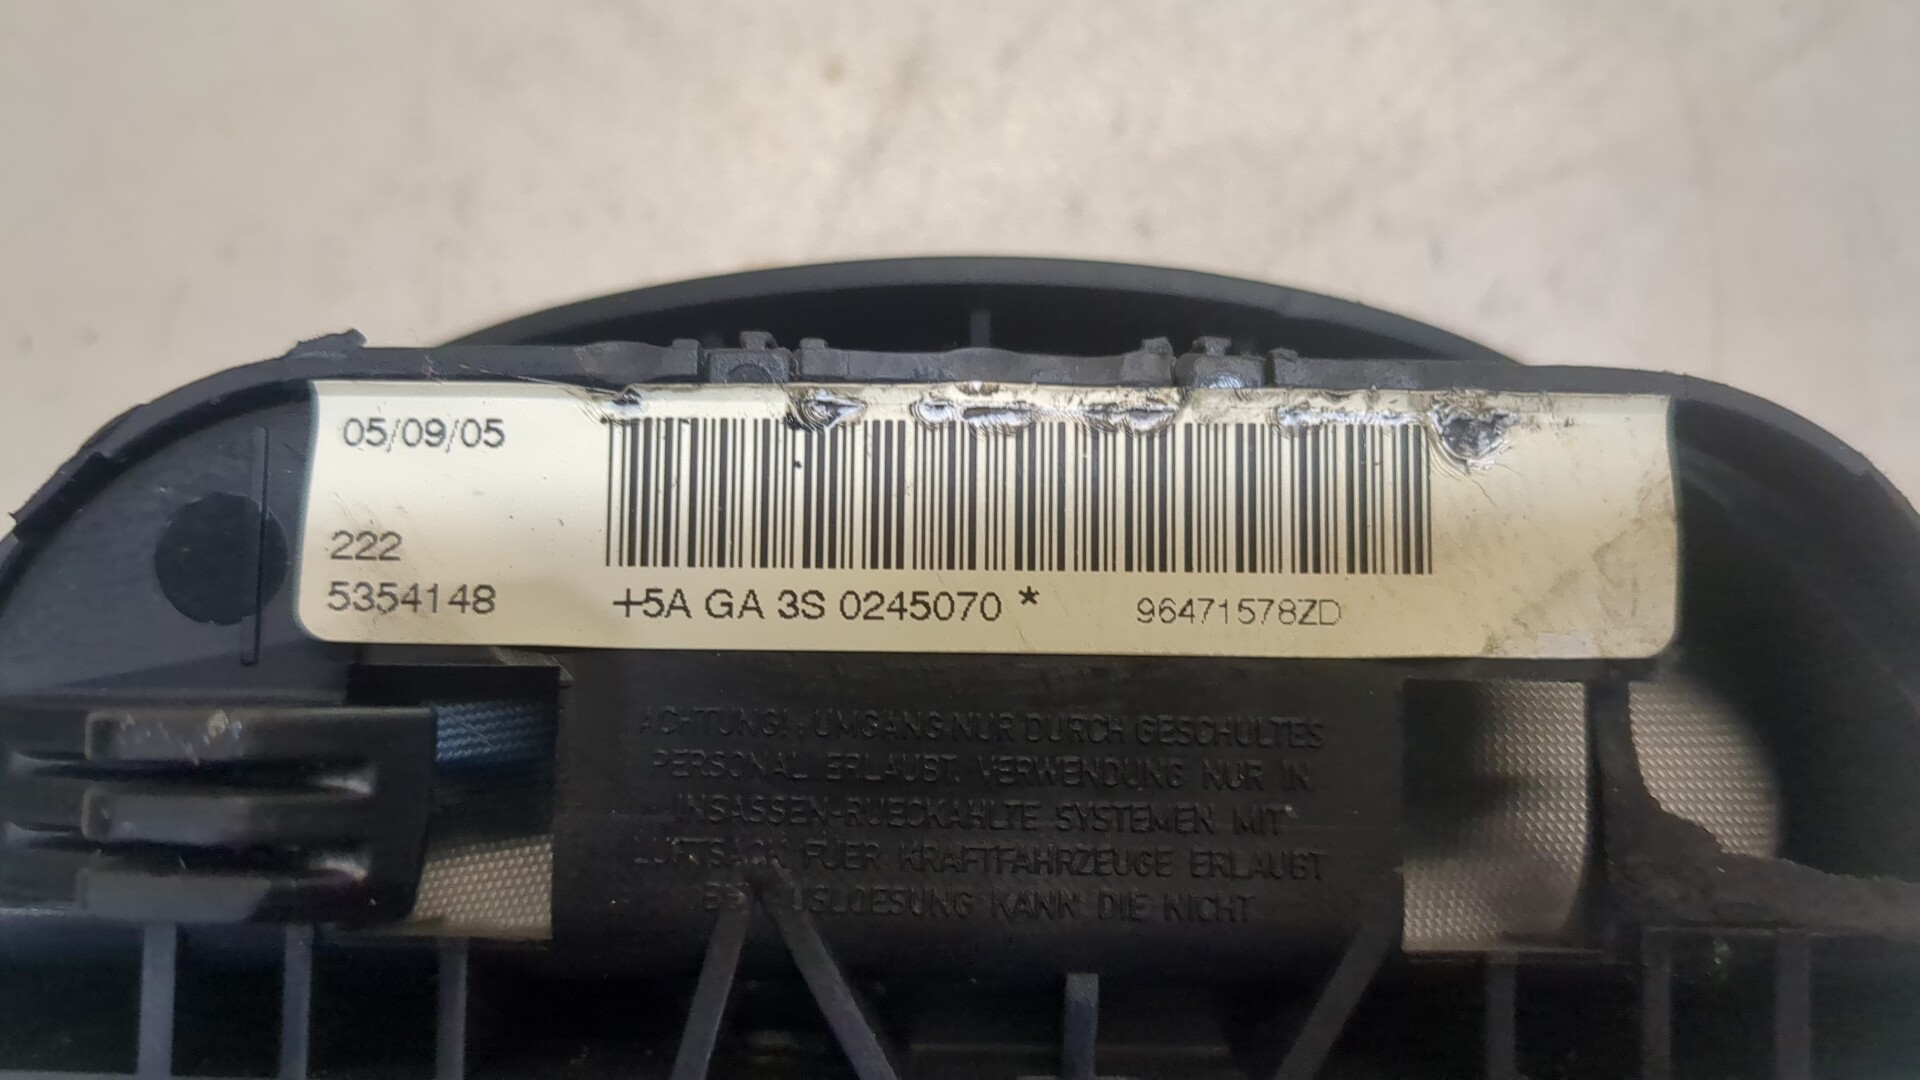 05/09/05
222
5354148
+5A GA 3S 0245070 *
96471578ZD
ACHTUNG! UMGANG NUR DURCH GESCHULTES
PERSONAL ERLAUBT. VERWENDUNG NUR IN
INSASSEN-RUECKAHLTE SYSTEMEN MIT
LUFTSACK FUER KRAFTFAHRZEUGE ERLAUBT
KANN DIE NICHT